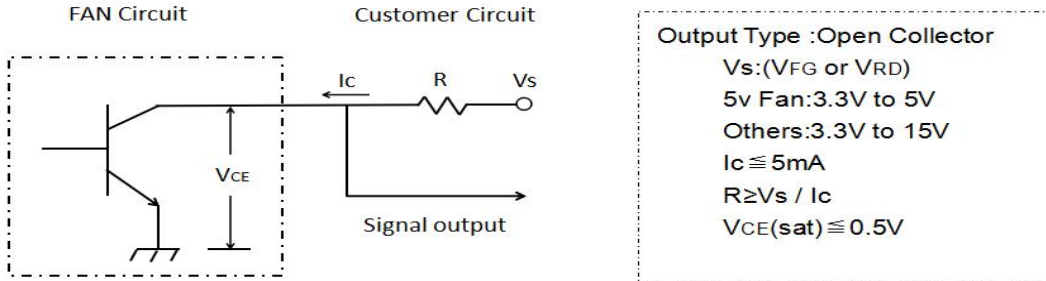 FAN Circuit
Customer Circuit
Ic
R
Vs
VCE
Signal output
Output Type :Open Collector
Vs:(VFG or VRD)
5v Fan:3.3V to 5V
Others:3.3V to 15V
Ic≦5mA
R≥Vs / Ic
VCE(sat)≦0.5V